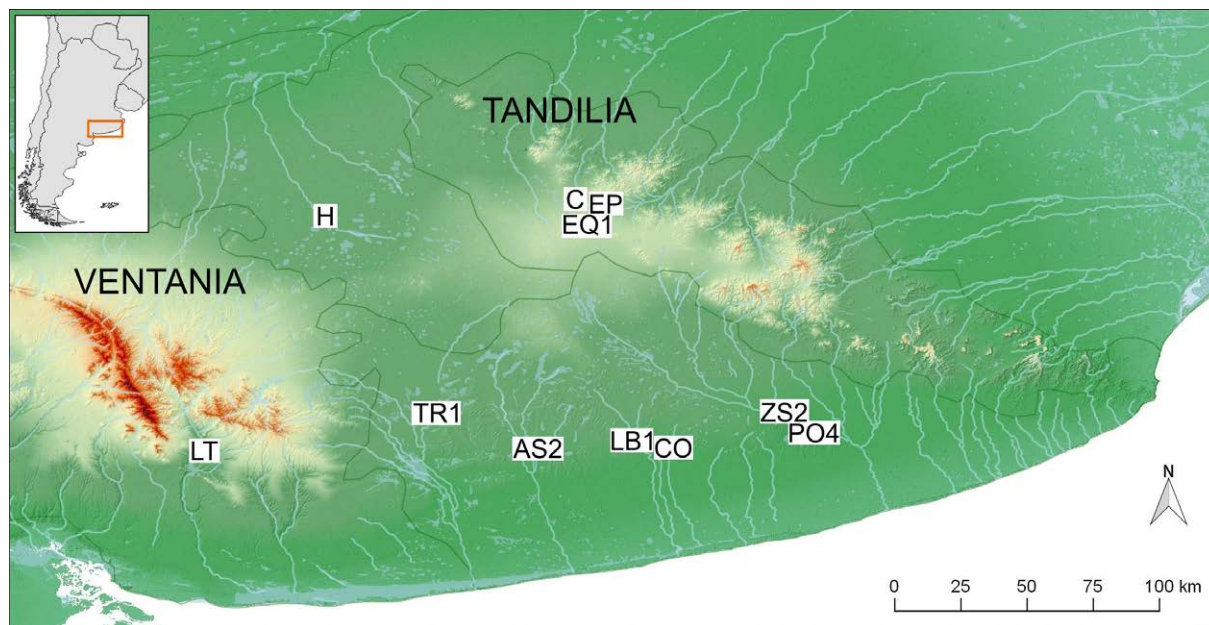 TANDILIA
C
EP
EQ1
H
VENTANIA
TR1
ZS2
PO4
LB1
CO
AS2
LT
N
0 25 50 75 100 km